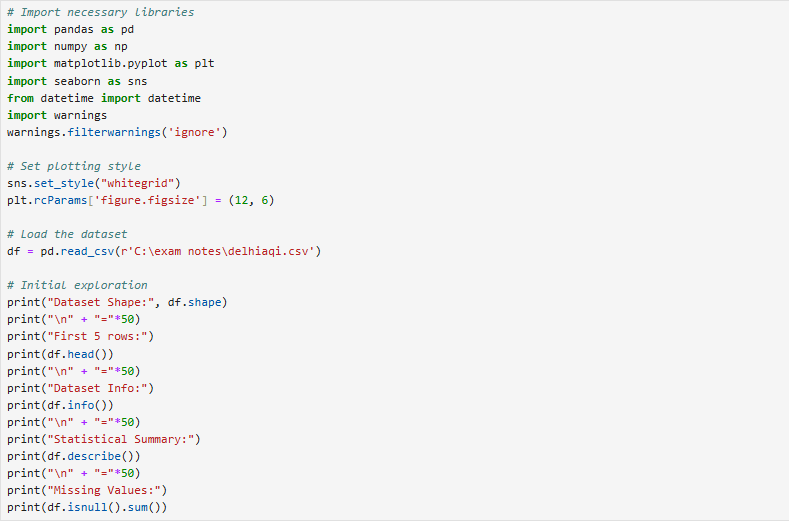 # Import necessary libraries
import pandas as pd
import numpy as np
import matplotlib.pyplot as plt
import seaborn as sns
from datetime import datetime
import warnings
warnings.filterwarnings('ignore')

# Set plotting style
sns.set_style("whitegrid")
plt.rcParams['figure.figsize'] = (12, 6)

# Load the dataset
df = pd.read_csv(r'C:\exam notes\delhiaqi.csv')

# Initial exploration
print("Dataset Shape:", df.shape)
print("\n" + "="*50)
print("First 5 rows:")
print(df.head())
print("\n" + "="*50)
print("Dataset Info:")
print(df.info())
print("\n" + "="*50)
print("Statistical Summary:")
print(df.describe())
print("\n" + "="*50)
print("Missing Values:")
print(df.isnull().sum())